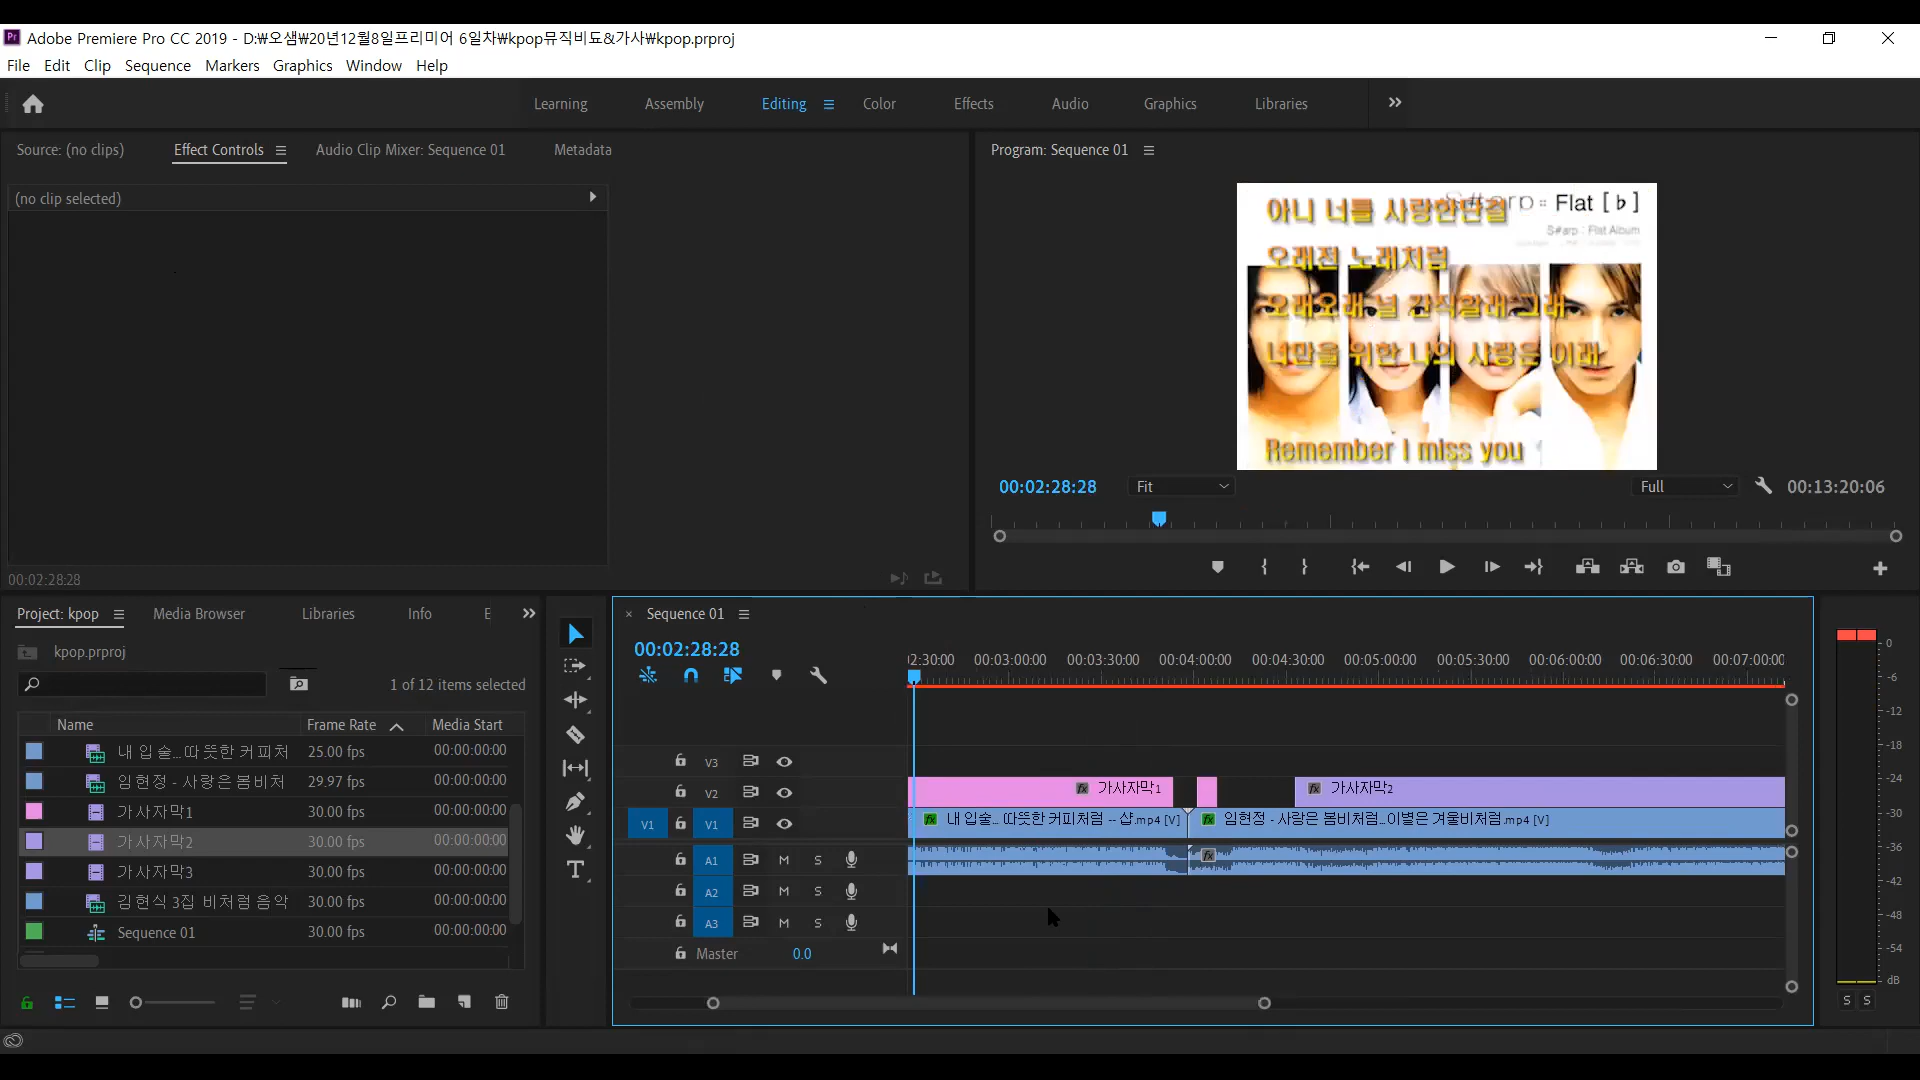 Adobe Premiere Pro CC 2019 - D:₩오샘₩20년12월8일프리미어 6일차₩kpop뮤직비됴&가사₩kpop.prproj
File Edit Clip Sequence Markers Graphics Window Help
Learning Assembly Editing Color Effects Audio Graphics Libraries
Source: (no clips) Effect Controls Audio Clip Mixer: Sequence 01 Metadata
(no clip selected)
00:02:28:28
Program: Sequence 01
Flat [♭]
S#arp : Flat Album
아니 너를 사랑한단걸
오래전 노래처럼
오래오래 널 간직할래 그래
너만을 위한 나의 사랑은 이래
Remember I miss you
00:02:28:28 Fit Full 00:13:20:06
Project: kpop Media Browser Libraries Info E
kpop.prproj
1 of 12 items selected
Name Frame Rate Media Start
내 입 술...따 뜻한 커 피처 25.00 fps 00:00:00:00
임현정 - 사랑은 봄비처 29.97 fps 00:00:00:00
가사자막1 30.00 fps 00:00:00:00
가사자막2 30.00 fps 00:00:00:00
가사자막3 30.00 fps 00:00:00:00
김현식 3집 비처럼 음악 30.00 fps 00:00:00:00
Sequence 01 30.00 fps 00:00:00:00
Sequence 01
00:02:28:28
2:30:00 00:03:00:00 00:03:30:00 00:04:00:00 00:04:30:00 00:05:00:00 00:05:30:00 00:06:00:00 00:06:30:00 00:07:00:00
V3
V2 fx 가사자막1 fx 가사자막2
V1 V1 fx 내 입술... 따뜻한 커피처럼 -- 샵.mp4 [V] fx 임현정 - 사랑은 봄비처럼...이별은 겨울비처럼.mp4 [V]
A1 M S fx
A2 M S
A3 M S
Master 0.0
0
-6
-12
-18
-24
-30
-36
-42
-48
-54
dB
S S